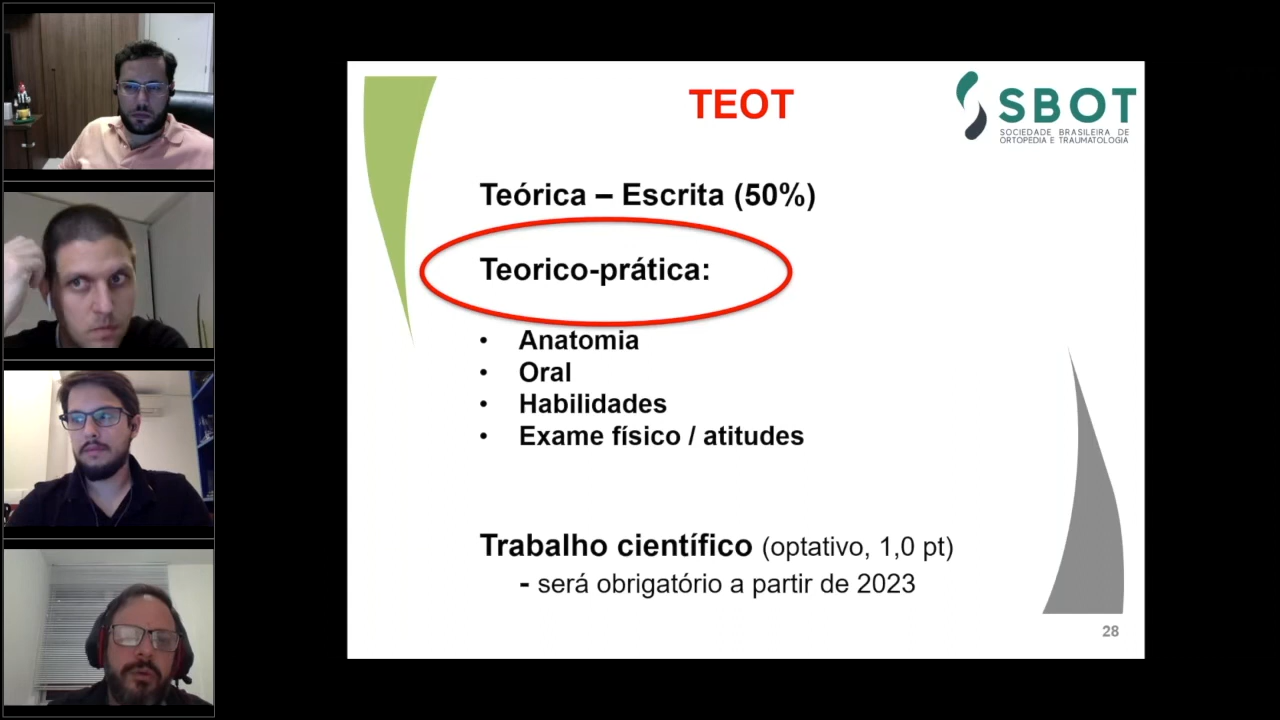 TEOT
SBOT
SOCIEDADE BRASILEIRA DE
ORTOPEDIA E TRAUMATOLOGIA
Teórica – Escrita (50%)
Teorico-prática:
• Anatomia
• Oral
• Habilidades
• Exame físico / atitudes
Trabalho científico (optativo, 1,0 pt)
- será obrigatório a partir de 2023
28